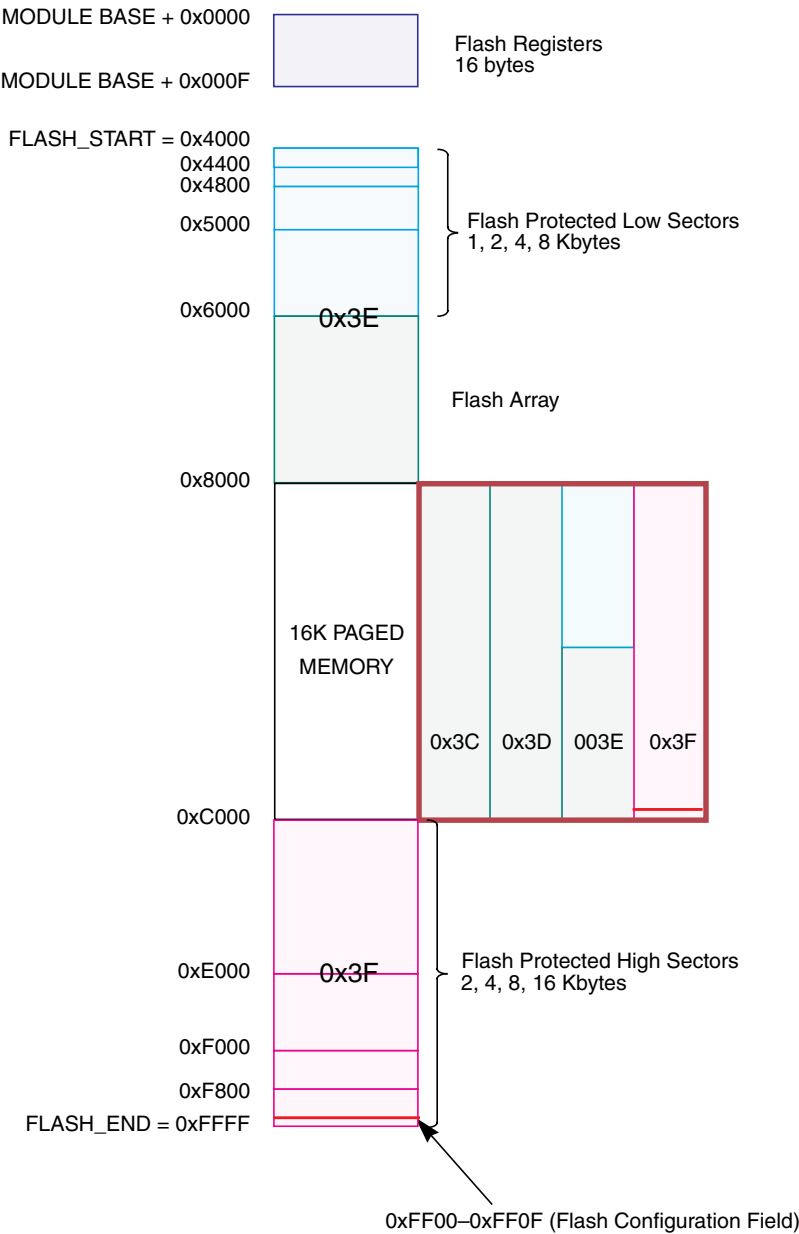 MODULE BASE + 0x0000
Flash Registers
16 bytes
MODULE BASE + 0x000F
FLASH_START = 0x4000
0x4400
0x4800
0x5000
Flash Protected Low Sectors
1, 2, 4, 8 Kbytes
0x6000
0x3E
Flash Array
0x8000
16K PAGED
MEMORY
0x3C
0x3D
003E
0x3F
0xC000
0xE000
0x3F
Flash Protected High Sectors
2, 4, 8, 16 Kbytes
0xF000
0xF800
FLASH_END = 0xFFFF
0xFF00–0xFF0F (Flash Configuration Field)